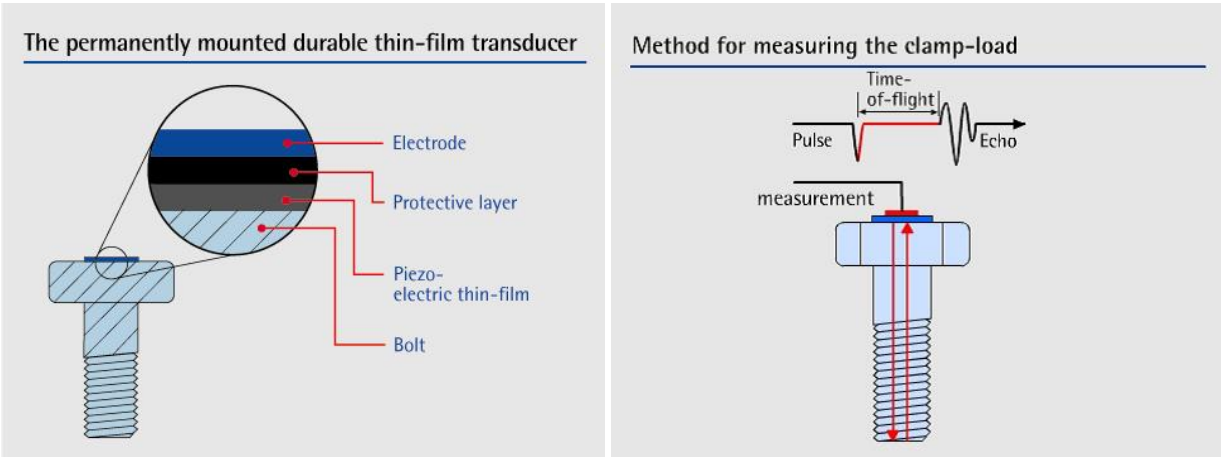 The permanently mounted durable thin-film transducer
Electrode
Protective layer
Piezo-
electric thin-film
Bolt
Method for measuring the clamp-load
Time-
of-flight
Pulse
Echo
measurement